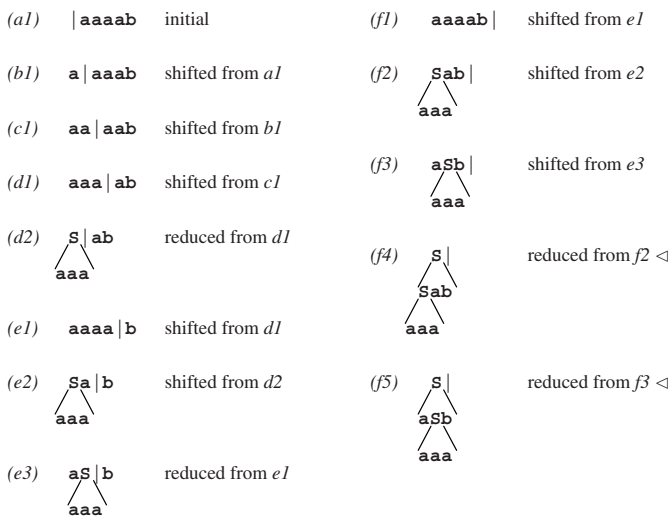 (a1) |aaaab initial
(b1) a|aaab shifted from a1
(c1) aa|aab shifted from b1
(d1) aaa|ab shifted from c1
(d2) S|ab reduced from d1
aaa
(e1) aaaa|b shifted from d1
(e2) Sa|b shifted from d2
aaa
(e3) aS|b reduced from e1
aaa
(f1) aaaab| shifted from e1
(f2) Sab| shifted from e2
aaa
(f3) aSb| shifted from e3
aaa
(f4) S| reduced from f2 ◁
Sab
aaa
(f5) S| reduced from f3 ◁
aSb
aaa